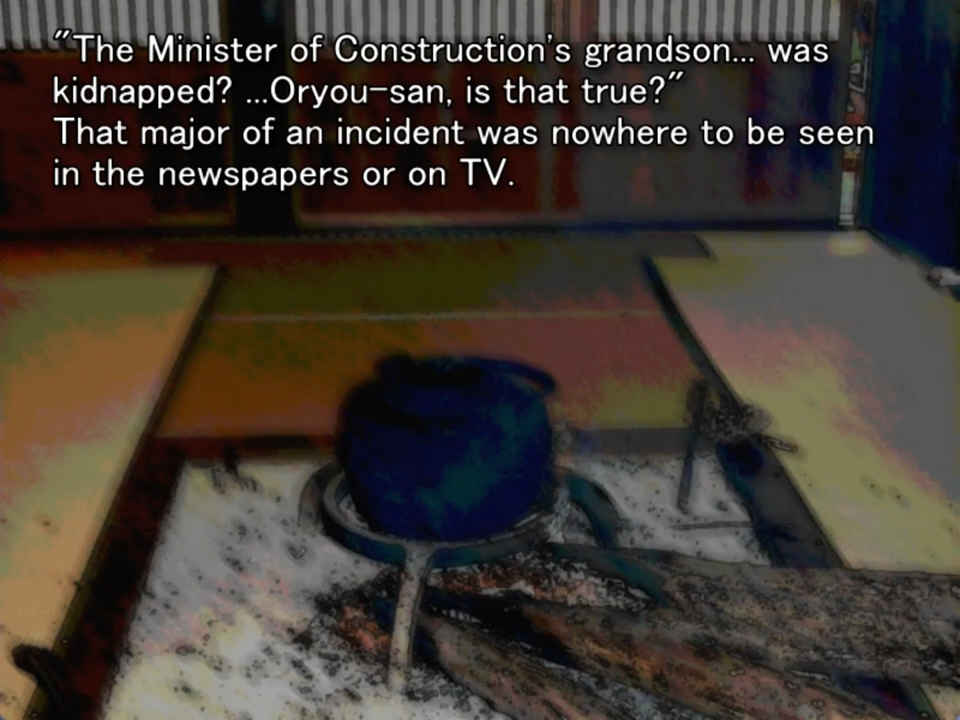 "The Minister of Construction's grandson... was
kidnapped? ...Oryou-san, is that true?"
That major of an incident was nowhere to be seen
in the newspapers or on TV.